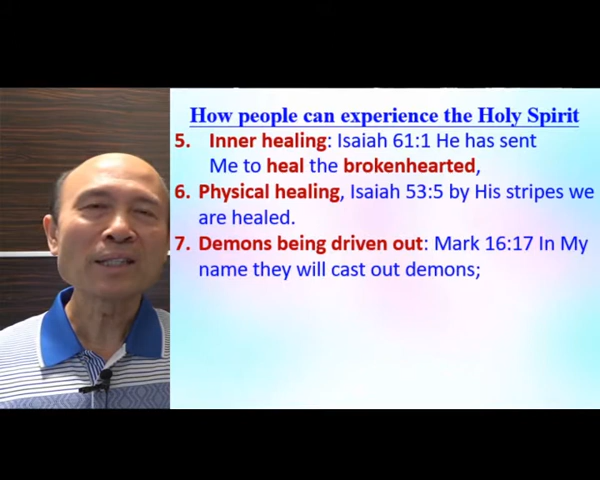 How people can experience the Holy Spirit
5. Inner healing: Isaiah 61:1 He has sent
Me to heal the brokenhearted,
6. Physical healing, Isaiah 53:5 by His stripes we
are healed.
7. Demons being driven out: Mark 16:17 In My
name they will cast out demons;